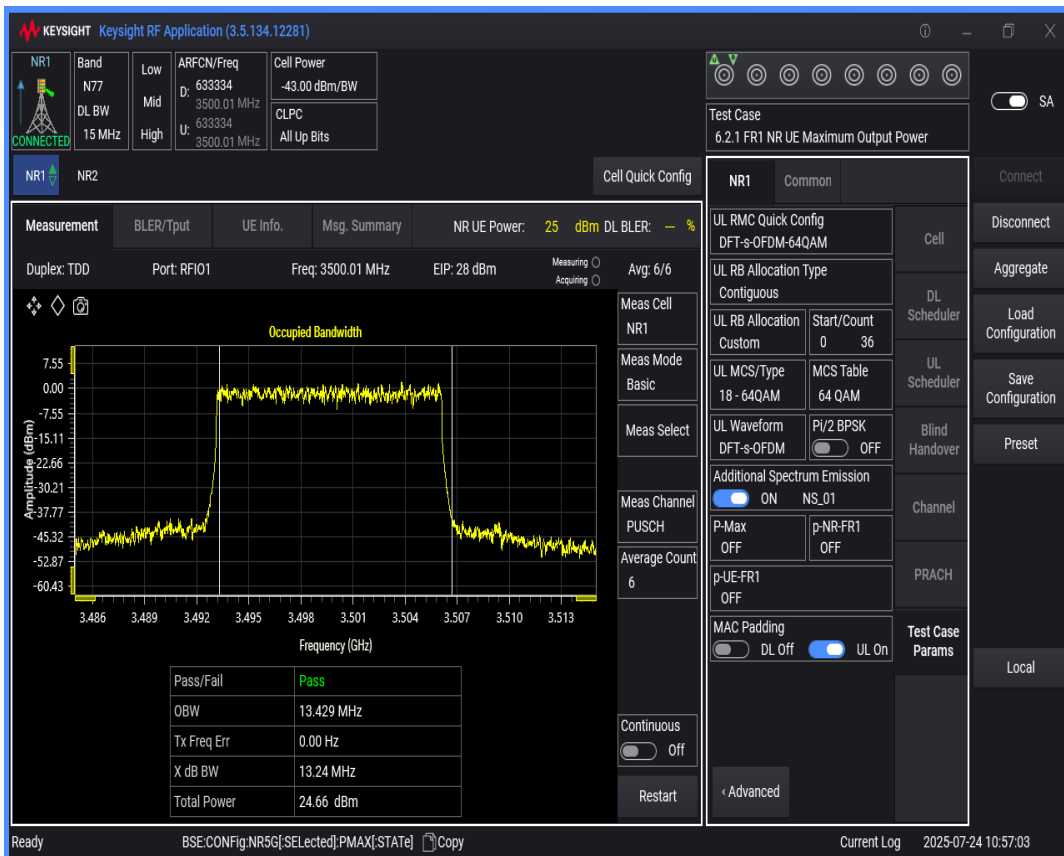 KEYSIGHT Keysight RF Application (3.5.134.12281)
NR1
CONNECTED
Band
N77
DL BW
15 MHz
Low
Mid
High
ARFCN/Freq
D: 633334
3500.01 MHz
U: 633334
3500.01 MHz
Cell Power
-43.00 dBm/BW
CLPC
All Up Bits
Test Case
6.2.1 FR1 NR UE Maximum Output Power
SA
NR1 NR2 Cell Quick Config
Measurement BLER/Tput UE Info. Msg. Summary NR UE Power: 25 dBm DL BLER: — %
Duplex: TDD Port: RFIO1 Freq: 3500.01 MHz EIP: 28 dBm Measuring Avg: 6/6
Acquiring
Occupied Bandwidth
Amplitude (dBm)
7.55
0.00
-7.55
-15.11
-22.66
-30.21
-37.77
-45.32
-52.87
-60.43
3.486 3.489 3.492 3.495 3.498 3.501 3.504 3.507 3.510 3.513
Frequency (GHz)
Pass/Fail Pass
OBW 13.429 MHz
Tx Freq Err 0.00 Hz
X dB BW 13.24 MHz
Total Power 24.66 dBm
Meas Cell
NR1
Meas Mode
Basic
Meas Select
Meas Channel
PUSCH
Average Count
6
Continuous
Off
Restart
NR1 Common
UL RMC Quick Config
DFT-s-OFDM-64QAM
UL RB Allocation Type
Contiguous
UL RB Allocation
Custom
Start/Count
0 36
UL MCS/Type
18 - 64QAM
MCS Table
64 QAM
UL Waveform
DFT-s-OFDM
Pi/2 BPSK
OFF
Additional Spectrum Emission
ON NS_01
P-Max
OFF
p-NR-FR1
OFF
p-UE-FR1
OFF
MAC Padding
DL Off UL On
‹ Advanced
Cell
DL
Scheduler
UL
Scheduler
Blind
Handover
Channel
PRACH
Test Case
Params
Connect
Disconnect
Aggregate
Load
Configuration
Save
Configuration
Preset
Local
Ready BSE:CONFig:NR5G[:SELected]:PMAX[:STATe] Copy Current Log 2025-07-24 10:57:03